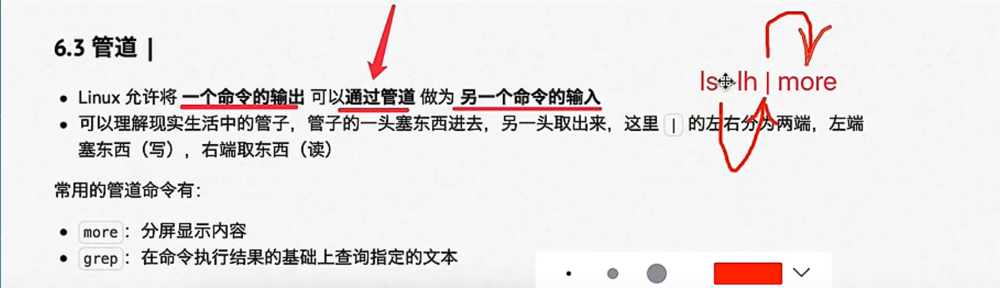 6.3 管道 |
ls lh | more
• Linux 允许将 一个命令的输出 可以通过管道 做为 另一个命令的输入
• 可以理解现实生活中的管子，管子的一头塞东西进去，另一头取出来，这里 | 的左右分为两端，左端
塞东西（写），右端取东西（读）
常用的管道命令有：
• more：分屏显示内容
• grep：在命令执行结果的基础上查询指定的文本